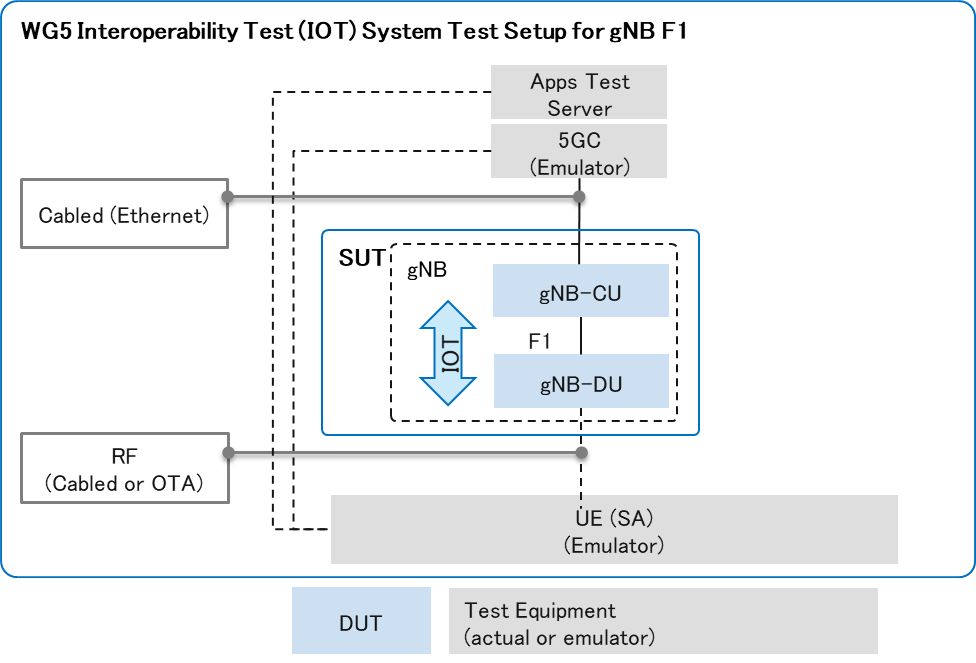 WG5 Interoperability Test (IOT) System Test Setup for gNB F1
Apps Test
Server
5GC
(Emulator)
Cabled (Ethernet)
SUT
gNB
gNB-CU
IOT
F1
gNB-DU
RF
(Cabled or OTA)
UE (SA)
(Emulator)
DUT
Test Equipment
(actual or emulator)